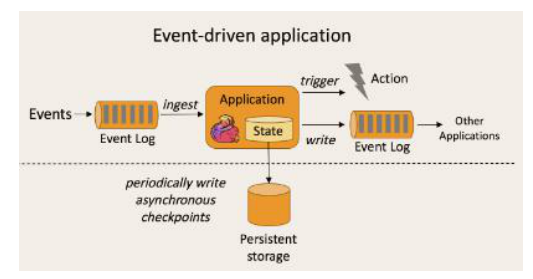 Event-driven application
Events
Event Log
ingest
Application
State
trigger
Action
write
Event Log
Other
Applications
periodically write
asynchronous
checkpoints
Persistent
storage